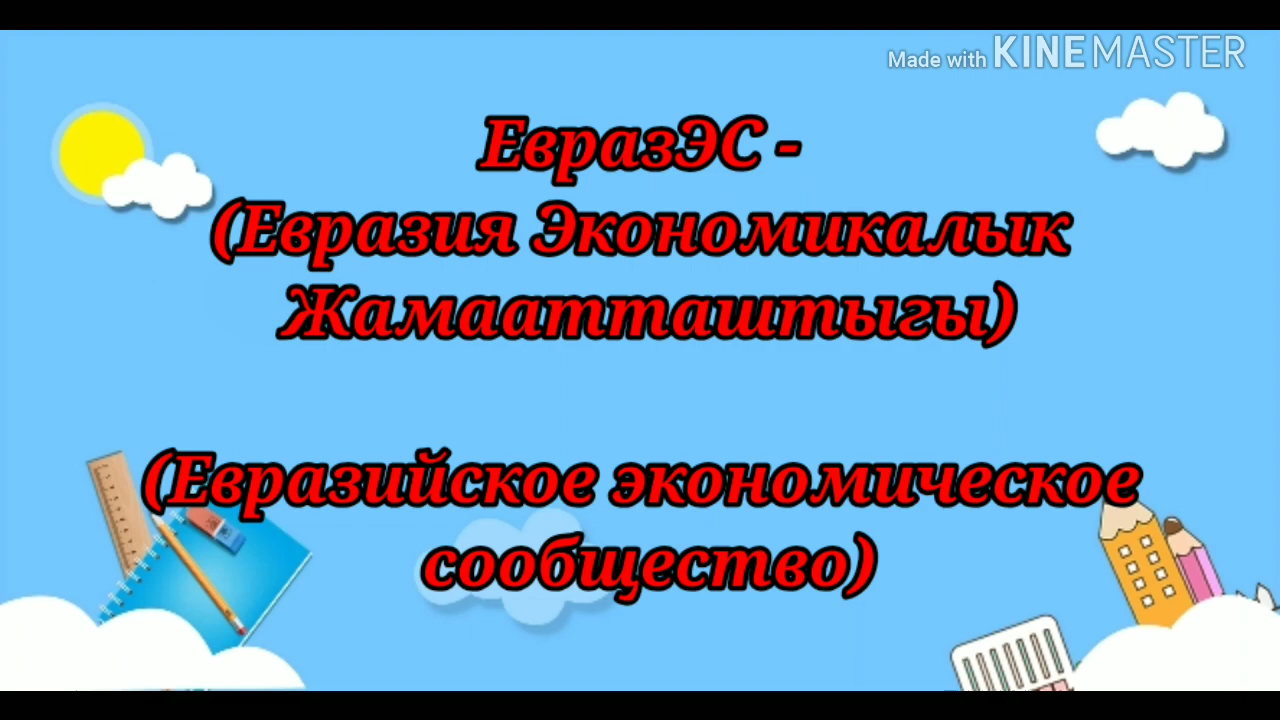 Made with KINEMASTER
ЕвразЭС -
(Евразия Экономикалык
Жамаатташтыгы)
(Евразийское экономическое
сообщество)